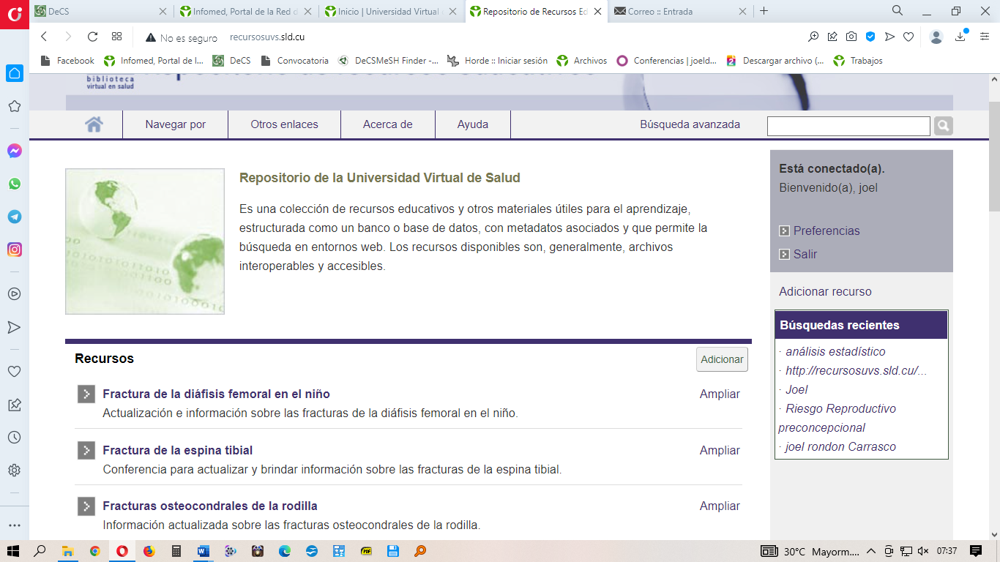 DeCS
Infomed, Portal de la Red d
Inicio | Universidad Virtual
Repositorio de Recursos Ed
Correo :: Entrada
No es seguro
recursosuvs.sld.cu
Facebook
Infomed, Portal de l...
DeCS
Convocatoria
DeCSMeSH Finder -...
Horde :: Iniciar sesión
Archivos
Conferencias | joeld...
Descargar archivo (...
Trabajos
biblioteca
virtual en salud
Navegar por
Otros enlaces
Acerca de
Ayuda
Búsqueda avanzada
Repositorio de la Universidad Virtual de Salud
Es una colección de recursos educativos y otros materiales útiles para el aprendizaje,
estructurada como un banco o base de datos, con metadatos asociados y que permite la
búsqueda en entornos web. Los recursos disponibles son, generalmente, archivos
interoperables y accesibles.
Está conectado(a).
Bienvenido(a), joel
Preferencias
Salir
Adicionar recurso
Búsquedas recientes
· análisis estadístico
· http://recursosuvs.sld.cu/...
· Joel
· Riesgo Reproductivo
preconcepcional
· joel rondon Carrasco
Recursos
Adicionar
Fractura de la diáfisis femoral en el niño
Ampliar
Actualización e información sobre las fracturas de la diáfisis femoral en el niño.
Fractura de la espina tibial
Ampliar
Conferencia para actualizar y brindar información sobre las fracturas de la espina tibial.
Fracturas osteocondrales de la rodilla
Ampliar
Información actualizada sobre las fracturas osteocondrales de la rodilla.
30°C Mayorm....
07:37